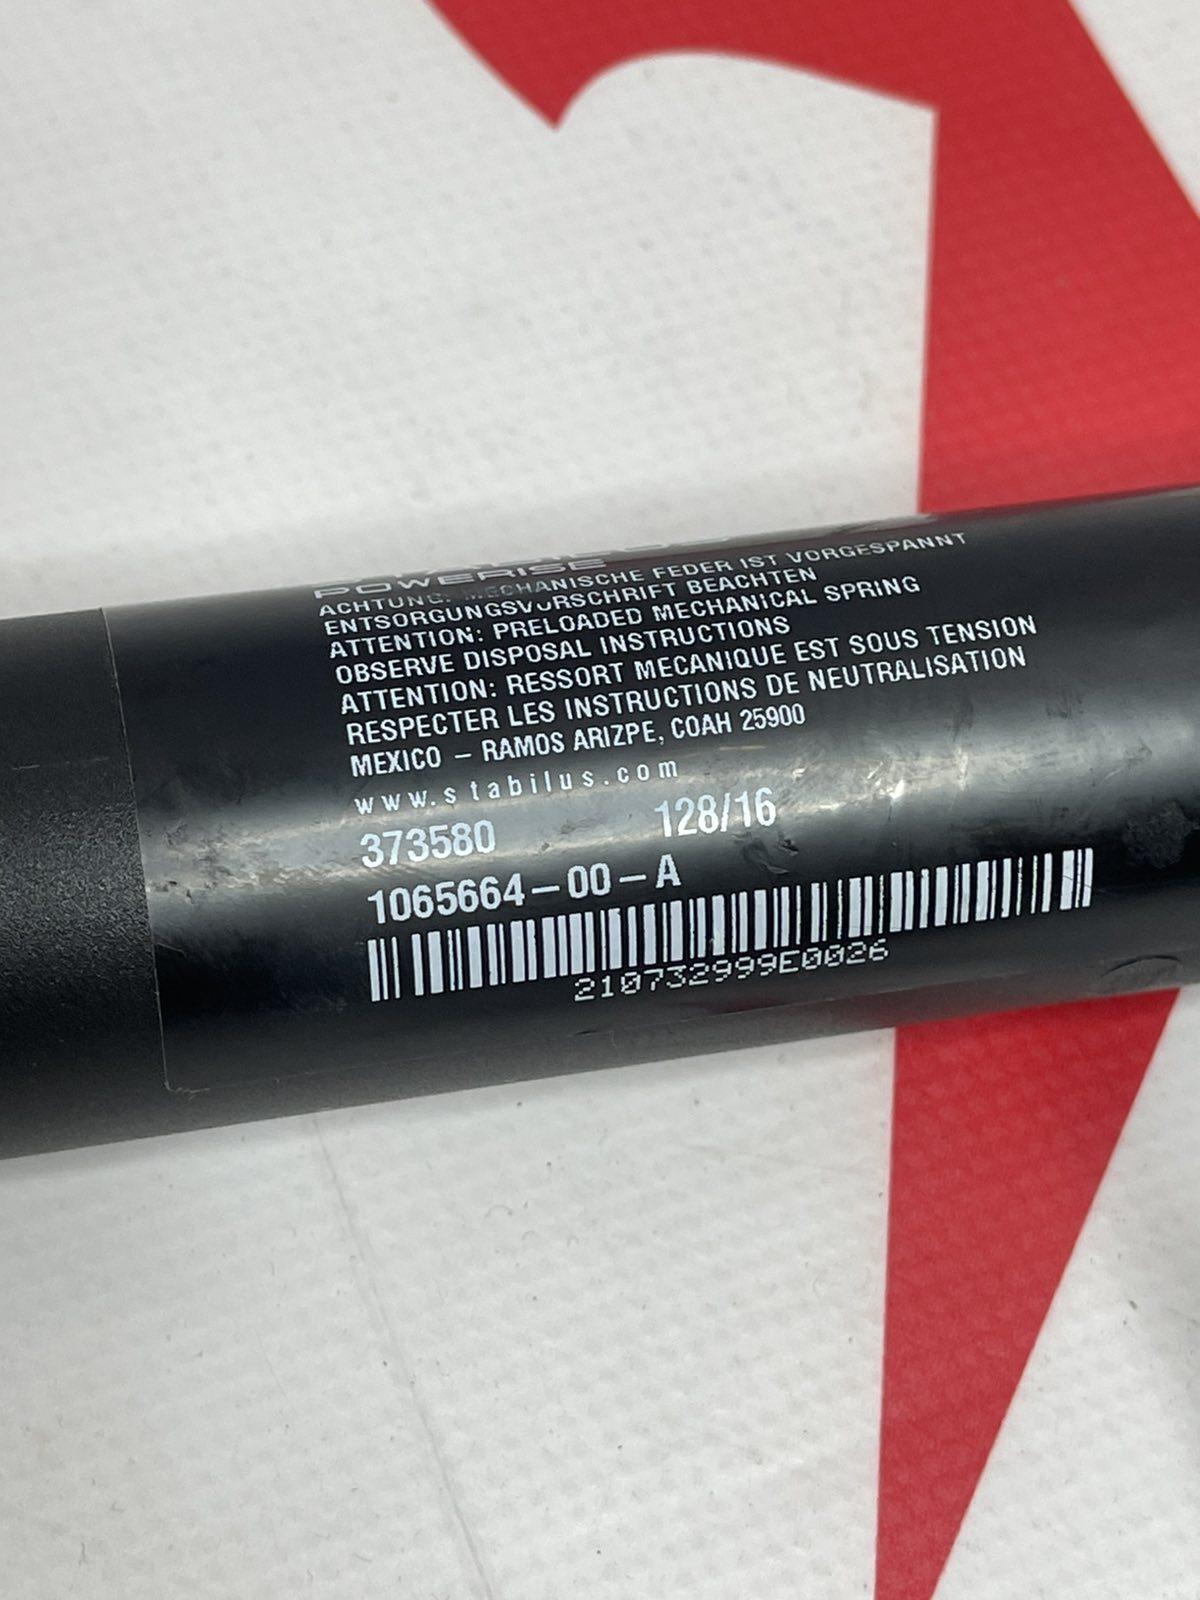 STABILUS
POWERISE
ACHTUNG: MECHANISCHE FEDER IST VORGESPANNT
ENTSORGUNGSVORSCHRIFT BEACHTEN
ATTENTION: PRELOADED MECHANICAL SPRING
OBSERVE DISPOSAL INSTRUCTIONS
ATTENTION: RESSORT MECANIQUE EST SOUS TENSION
RESPECTER LES INSTRUCTIONS DE NEUTRALISATION
MEXICO – RAMOS ARIZPE, COAH 25900
www.stabilus.com
373580 128/16
1065664-00-A
210732999E0026